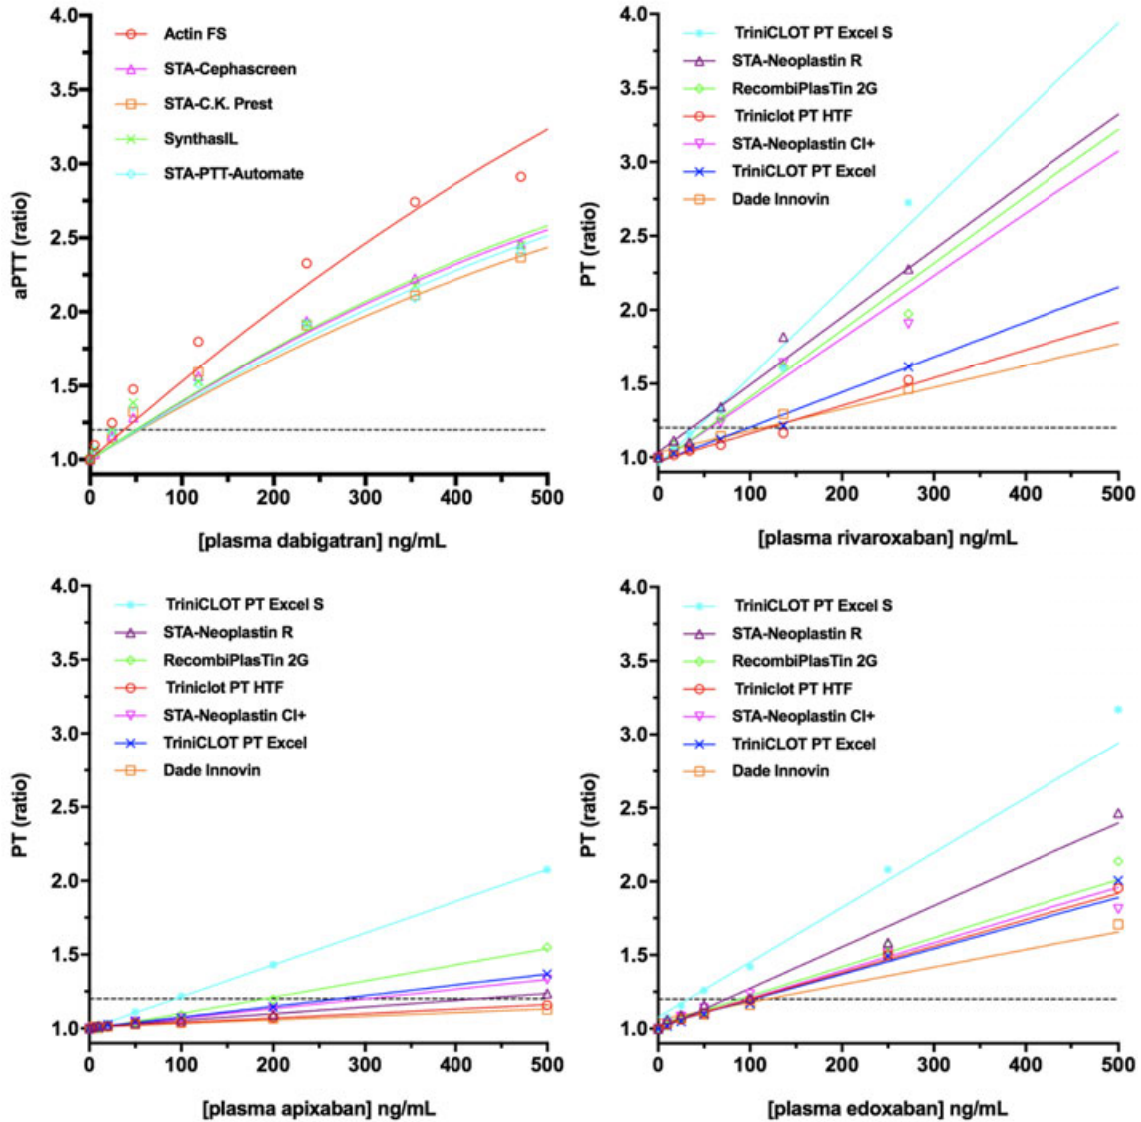 4.0
3.5
3.0
2.5
2.0
1.5
1.0
aPTT (ratio)
Actin FS
STA-Cephascreen
STA-C.K. Prest
SynthasIL
STA-PTT-Automate
0 100 200 300 400 500
[plasma dabigatran] ng/mL
4.0
3.5
3.0
2.5
2.0
1.5
1.0
PT (ratio)
TriniCLOT PT Excel S
STA-Neoplastin R
RecombiPlasTin 2G
Triniclot PT HTF
STA-Neoplastin CI+
TriniCLOT PT Excel
Dade Innovin
0 100 200 300 400 500
[plasma rivaroxaban] ng/mL
4.0
3.5
3.0
2.5
2.0
1.5
1.0
PT (ratio)
TriniCLOT PT Excel S
STA-Neoplastin R
RecombiPlasTin 2G
Triniclot PT HTF
STA-Neoplastin CI+
TriniCLOT PT Excel
Dade Innovin
0 100 200 300 400 500
[plasma apixaban] ng/mL
4.0
3.5
3.0
2.5
2.0
1.5
1.0
PT (ratio)
TriniCLOT PT Excel S
STA-Neoplastin R
RecombiPlasTin 2G
Triniclot PT HTF
STA-Neoplastin CI+
TriniCLOT PT Excel
Dade Innovin
0 100 200 300 400 500
[plasma edoxaban] ng/mL